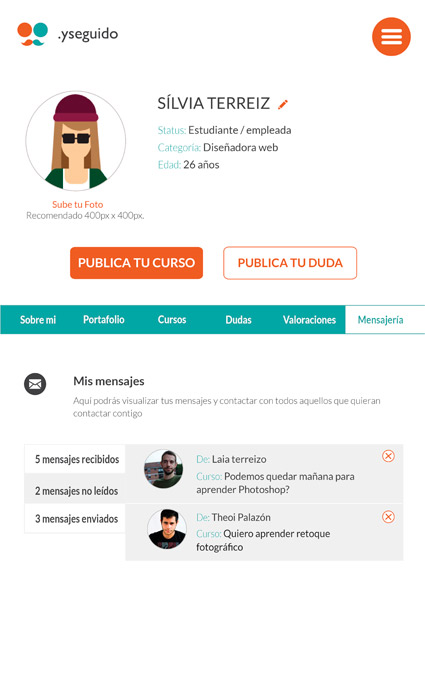 .yseguido
SÍLVIA TERREIZ
Status: Estudiante / empleada
Categoria: Diseñadora web
Edad: 26 años
Sube tu Foto
Recomendado 400px x 400px.
PUBLICA TU CURSO
PUBLICA TU DUDA
Sobre mi
Portafolio
Cursos
Dudas
Valoraciones
Mensajería
Mis mensajes
Aqui podrás visualizar tus mensajes y contactar con todos aquellos que quieran
contactar contigo
5 mensajes recibidos
2 mensajes no leídos
3 mensajes enviados
De: Laia terreizo
Curso: Podemos quedar mañana para
aprender Photoshop?
De: Theoi Palazón
Curso: Quiero aprender retoque
fotográfico